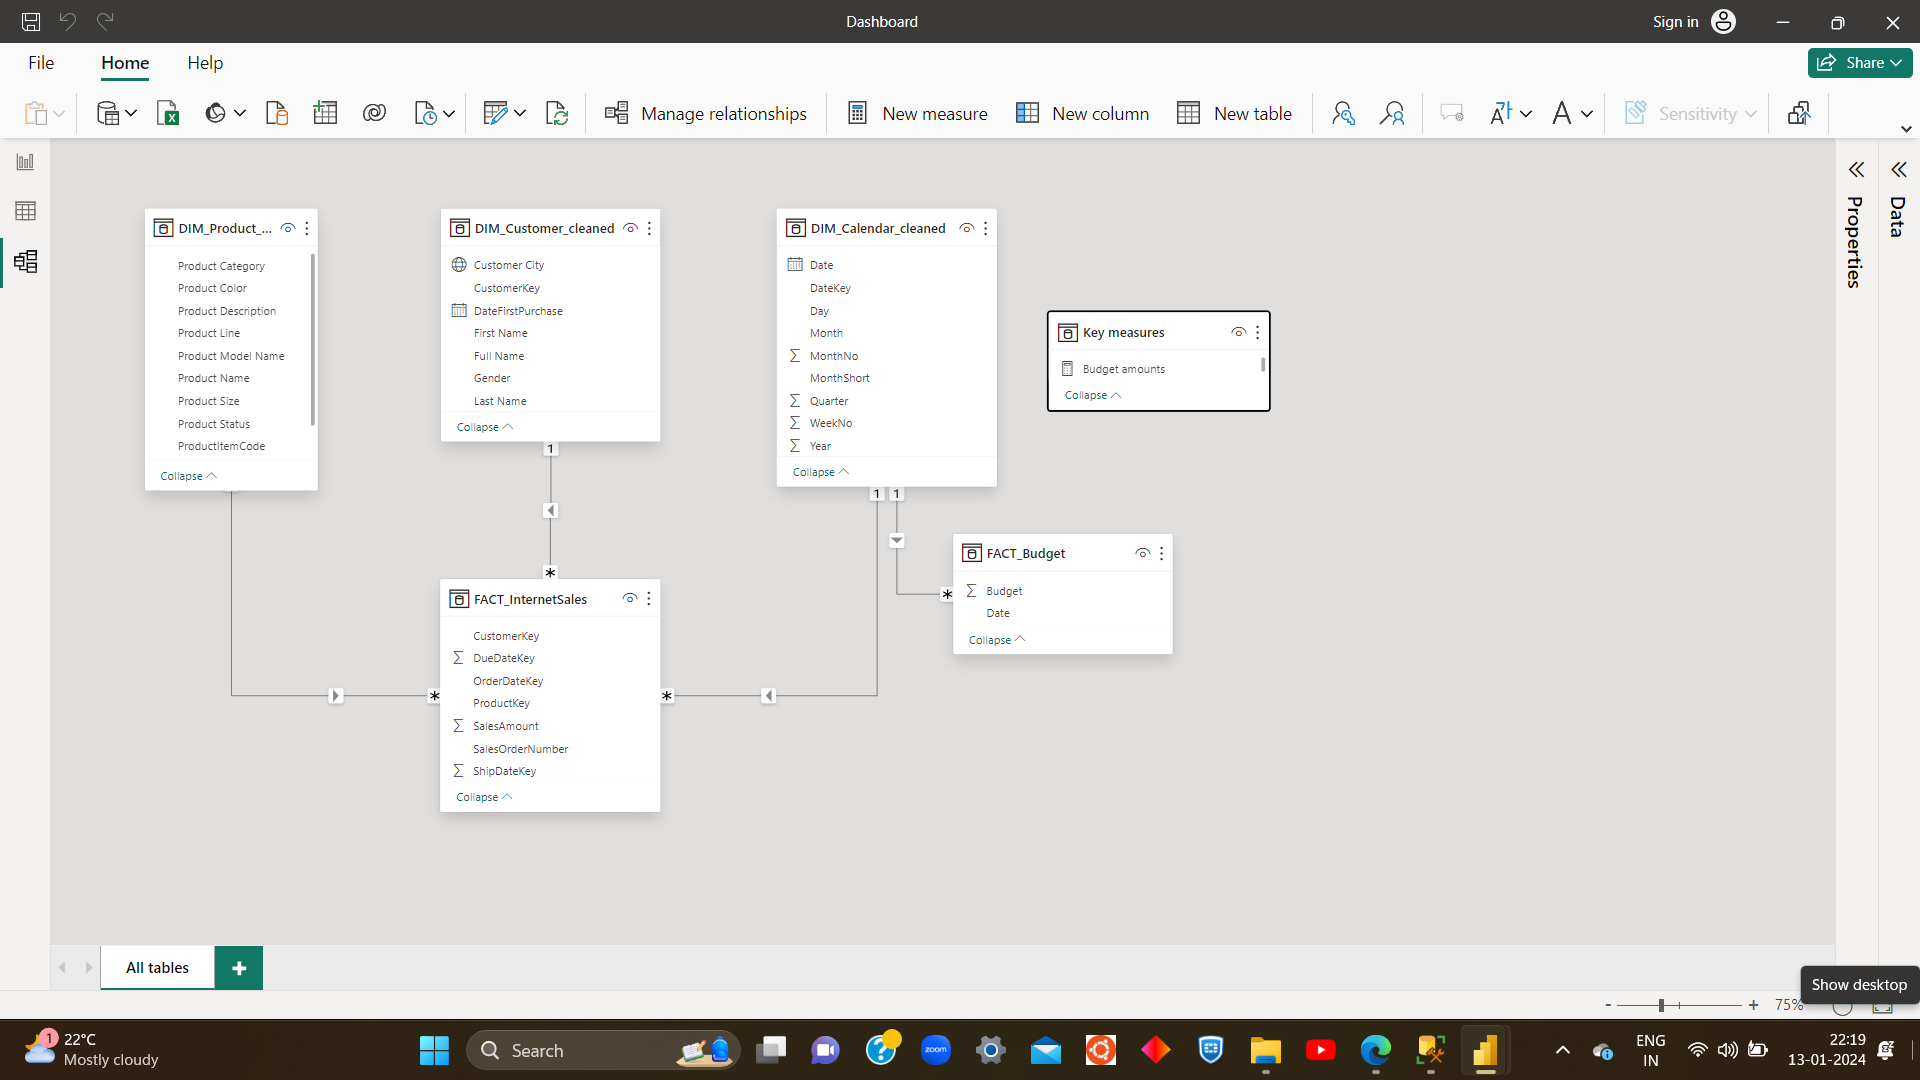 Dashboard
Sign in
File
Home
Help
Share
Manage relationships
New measure
New column
New table
Sensitivity
DIM_Product_...
Product Category
Product Color
Product Description
Product Line
Product Model Name
Product Name
Product Size
Product Status
ProductItemCode
Collapse
DIM_Customer_cleaned
Customer City
CustomerKey
DateFirstPurchase
First Name
Full Name
Gender
Last Name
Collapse
1
*
DIM_Calendar_cleaned
Date
DateKey
Day
Month
MonthNo
MonthShort
Quarter
WeekNo
Year
Collapse
1
1
Key measures
Budget amounts
Collapse
FACT_Budget
Budget
Date
Collapse
*
FACT_InternetSales
CustomerKey
DueDateKey
OrderDateKey
ProductKey
SalesAmount
SalesOrderNumber
ShipDateKey
Collapse
*
*
Properties
Data
All tables
+
- + 75%
Show desktop
1
22°C
Mostly cloudy
Search
zoom
ENG
IN
22:19
13-01-2024